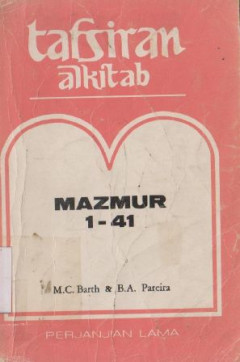 tafsiran
alkitab
MAZMUR
1-41
M.C. Barth & B.A. Pareira
PERJANJIAN LAMA